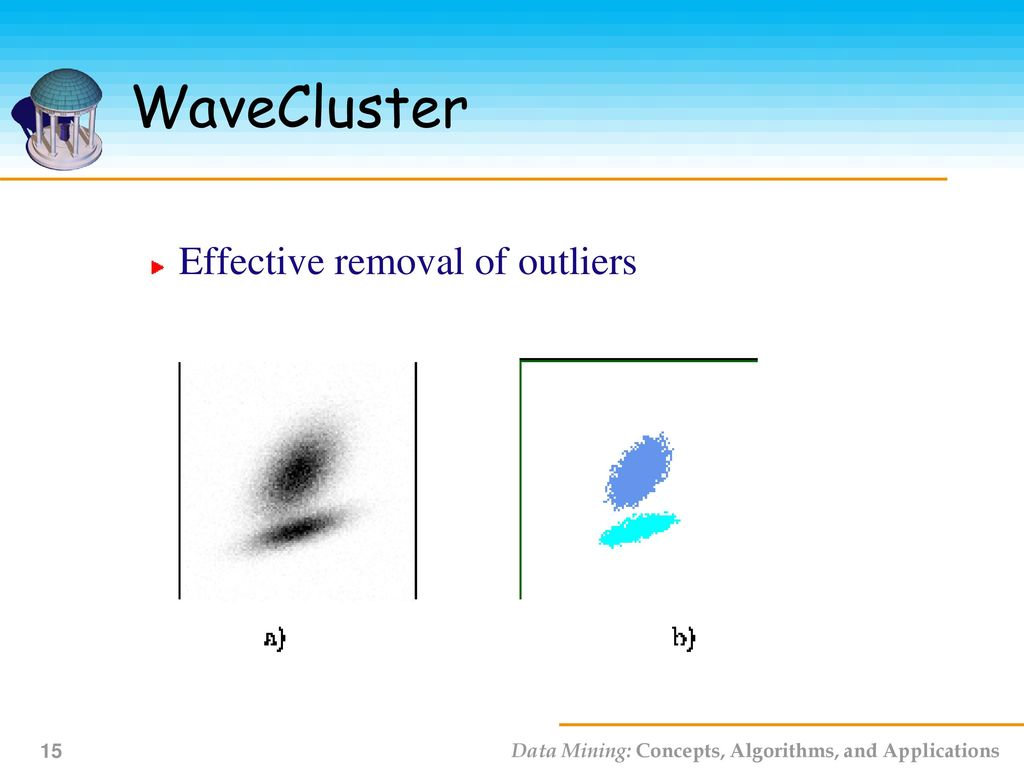 WaveCluster
Effective removal of outliers
a) b)
15 Data Mining: Concepts, Algorithms, and Applications